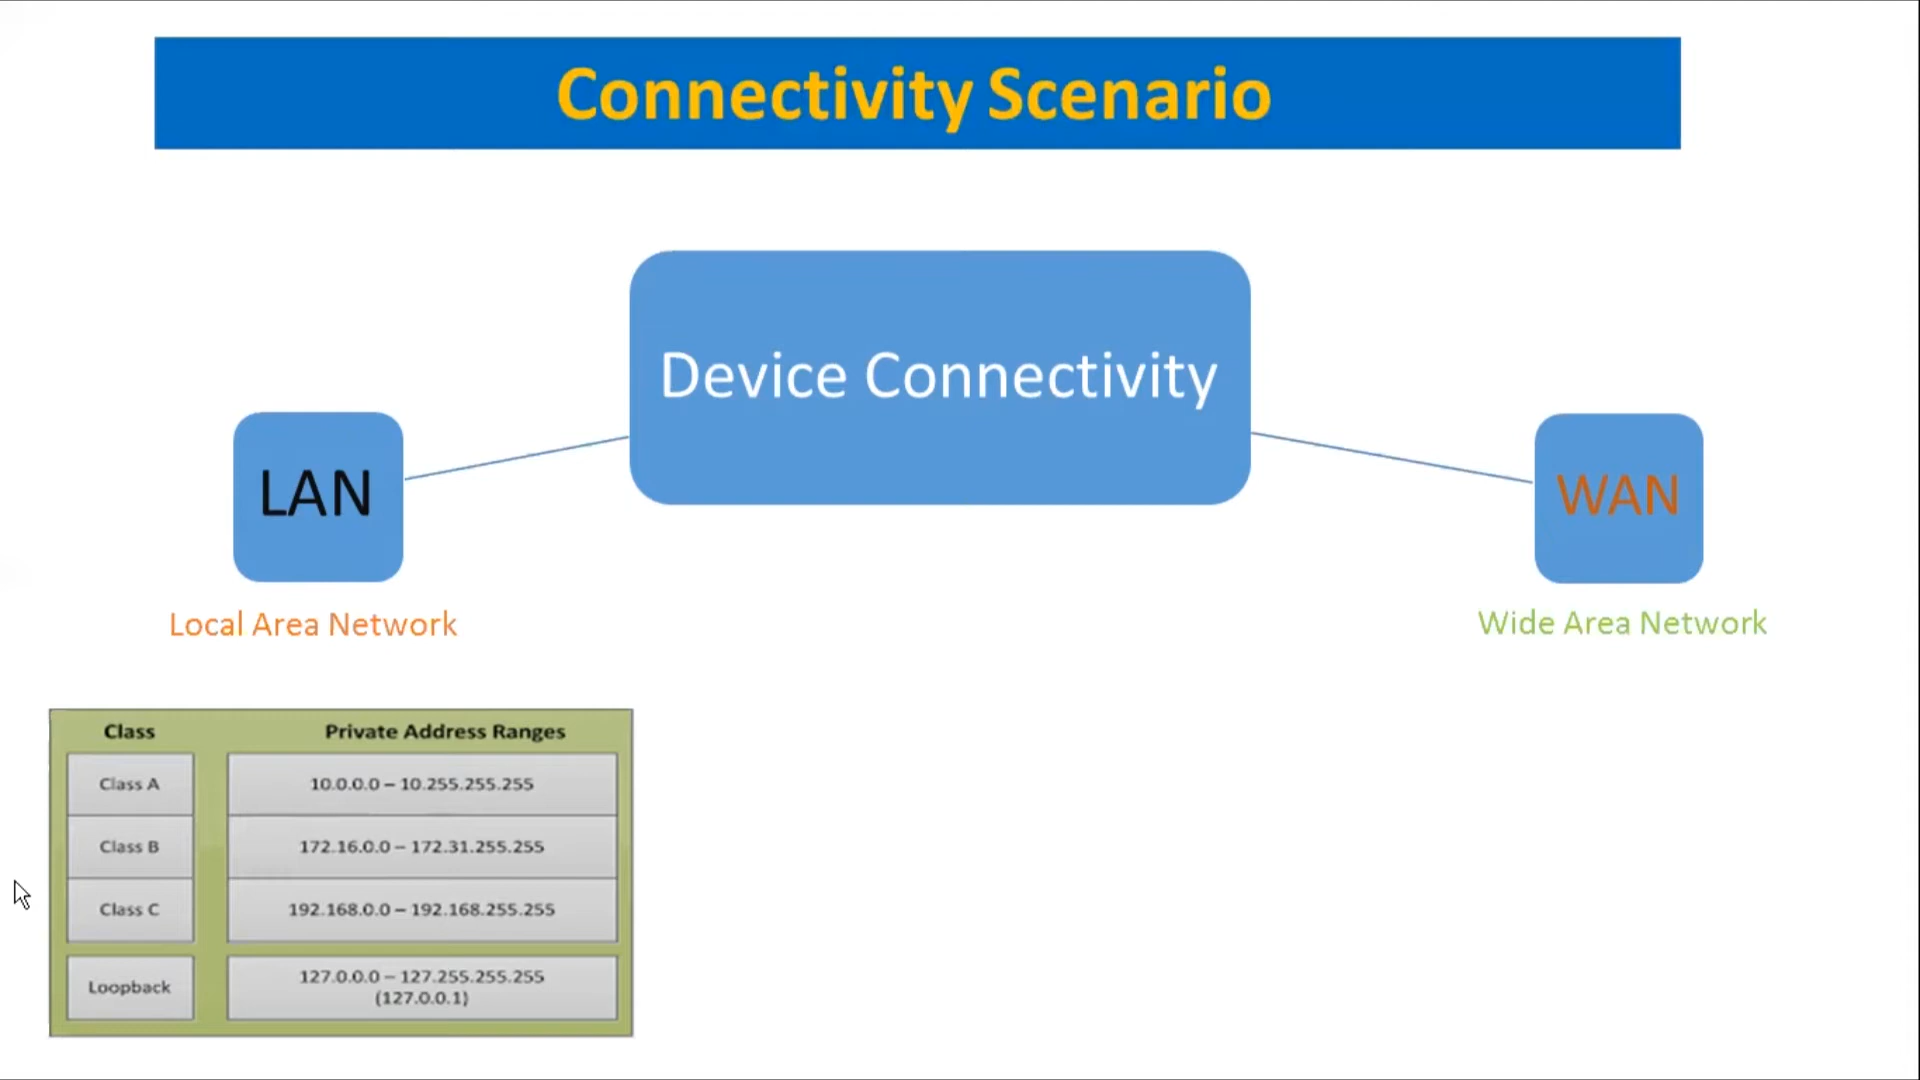 Connectivity Scenario
Device Connectivity
LAN
WAN
Local Area Network
Wide Area Network
Class Private Address Ranges
Class A 10.0.0.0 – 10.255.255.255
Class B 172.16.0.0 – 172.31.255.255
Class C 192.168.0.0 – 192.168.255.255
Loopback 127.0.0.0 – 127.255.255.255
(127.0.0.1)